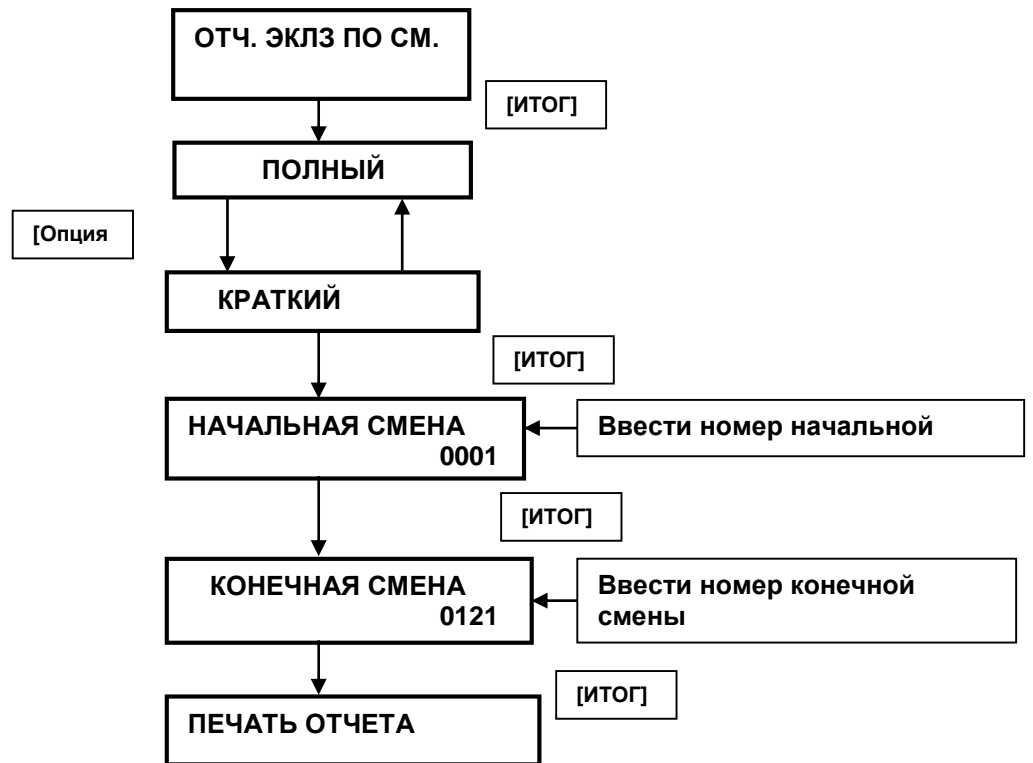 ОТЧ. ЭКЛЗ ПО СМ.
[ИТОГ]
ПОЛНЫЙ
[Опция
КРАТКИЙ
[ИТОГ]
НАЧАЛЬНАЯ СМЕНА
0001
Ввести номер начальной
[ИТОГ]
КОНЕЧНАЯ СМЕНА
0121
Ввести номер конечной
смены
[ИТОГ]
ПЕЧАТЬ ОТЧЕТА